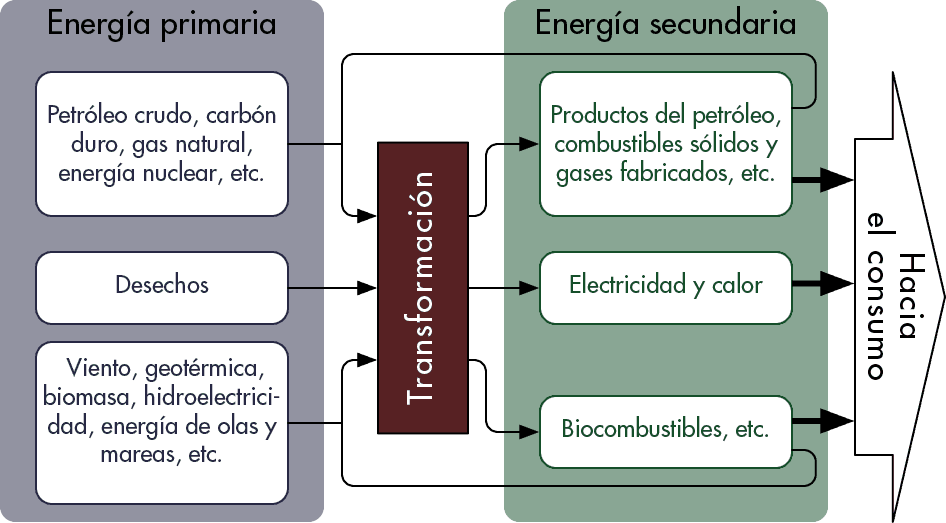 Energía primaria
Petróleo crudo, carbón
duro, gas natural,
energía nuclear, etc.
Desechos
Viento, geotérmica,
biomasa, hidroelectrici-
dad, energía de olas y
mareas, etc.
Transformación
Energía secundaria
Productos del petróleo,
combustibles sólidos y
gases fabricados, etc.
Electricidad y calor
Biocombustibles, etc.
Hacia
el consumo